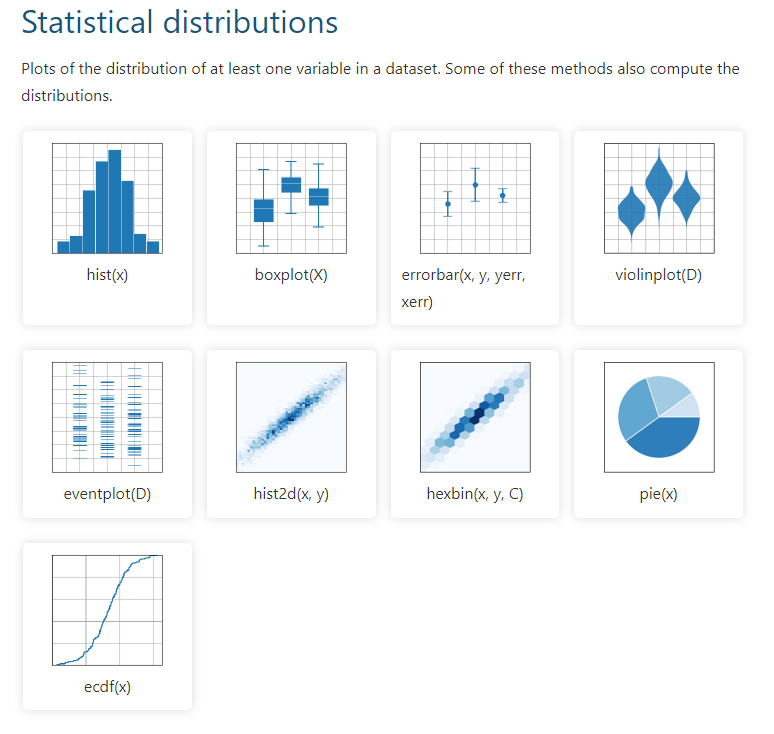 Statistical distributions
Plots of the distribution of at least one variable in a dataset. Some of these methods also compute the
distributions.
hist(x)
boxplot(X)
errorbar(x, y, yerr,
xerr)
violinplot(D)
eventplot(D)
hist2d(x, y)
hexbin(x, y, C)
pie(x)
ecdf(x)